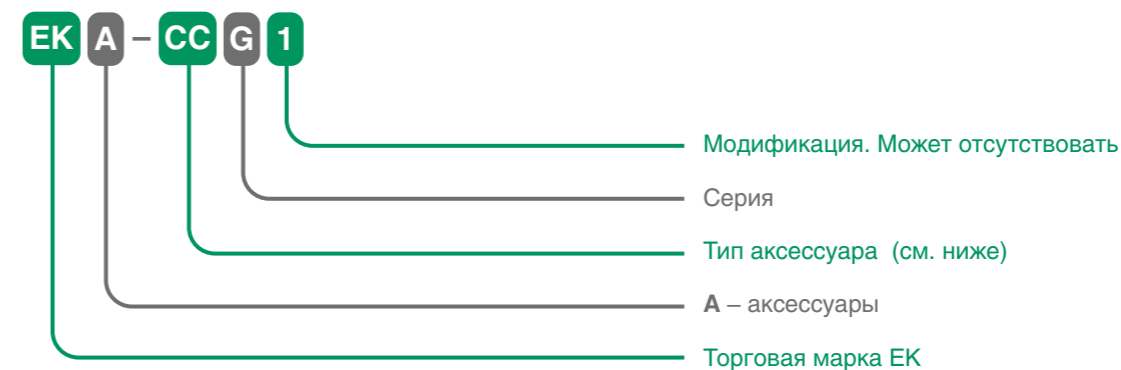 EK A – CC G 1
Модификация. Может отсутствовать
Серия
Тип аксессуара (см. ниже)
А – аксессуары
Торговая марка EK